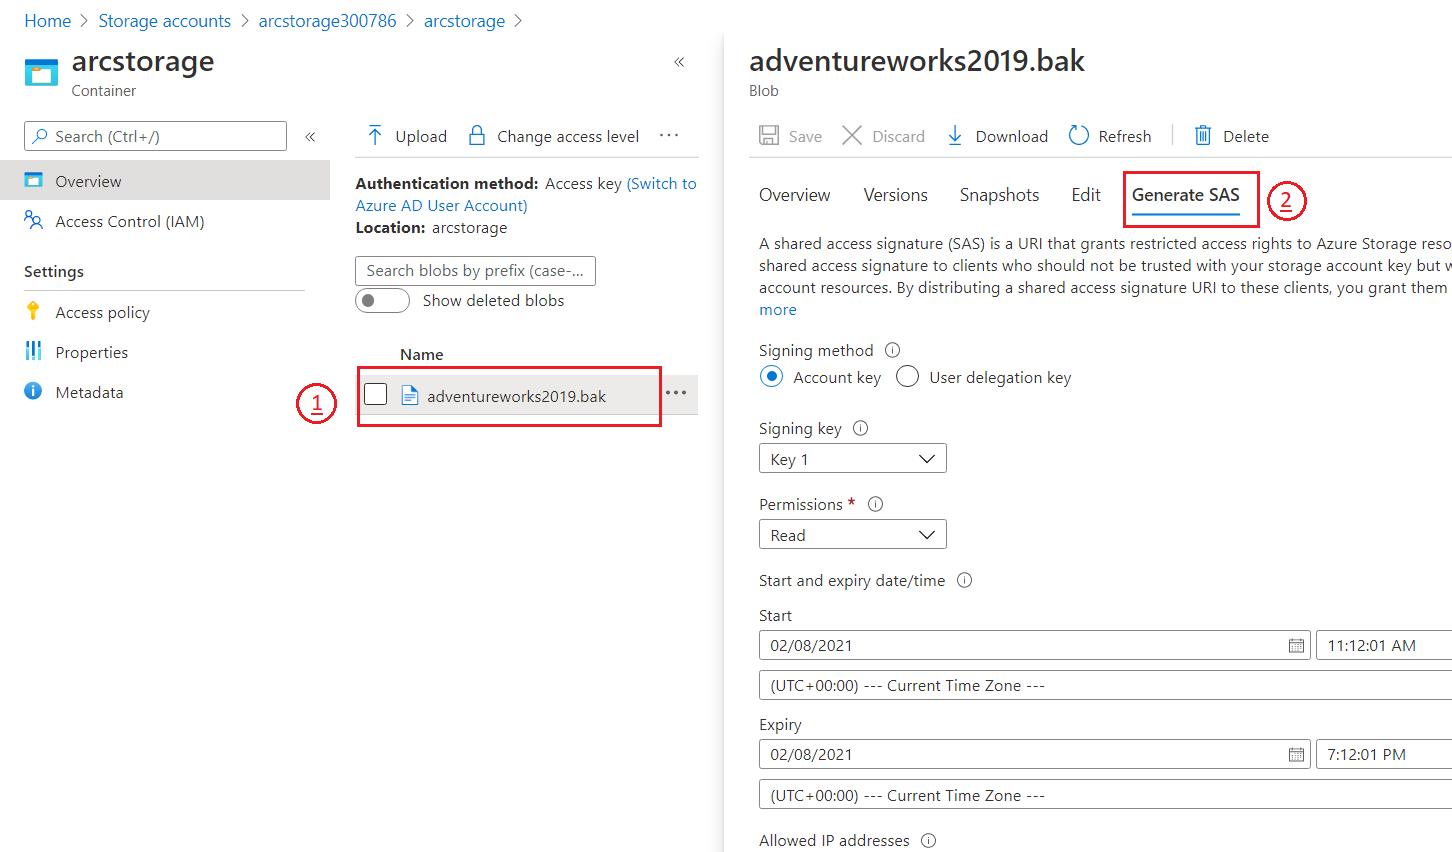 Home > Storage accounts > arcstorage300786 > arcstorage >
arcstorage
Container
«
Search (Ctrl+/)
«
Overview
Access Control (IAM)
Settings
Access policy
Properties
Metadata
Upload
Change access level
...
Authentication method: Access key (Switch to
Azure AD User Account)
Location: arcstorage
Search blobs by prefix (case-...
Show deleted blobs
Name
1
adventureworks2019.bak
...
adventureworks2019.bak
Blob
Save
Discard
Download
Refresh
Delete
Overview
Versions
Snapshots
Edit
Generate SAS
2
A shared access signature (SAS) is a URI that grants restricted access rights to Azure Storage reso
shared access signature to clients who should not be trusted with your storage account key but w
account resources. By distributing a shared access signature URI to these clients, you grant them
more
Signing method
Account key
User delegation key
Signing key
Key 1
Permissions *
Read
Start and expiry date/time
Start
02/08/2021
11:12:01 AM
(UTC+00:00) --- Current Time Zone ---
Expiry
02/08/2021
7:12:01 PM
(UTC+00:00) --- Current Time Zone ---
Allowed IP addresses